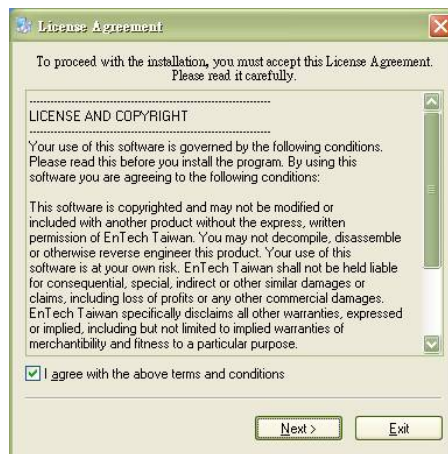 License Agreement
To proceed with the installation, you must accept this License Agreement.
Please read it carefully.
--------------------------------------------------------------
LICENSE AND COPYRIGHT
--------------------------------------------------------------
Your use of this software is governed by the following conditions.
Please read this before you install the program. By using this
software you are agreeing to the following conditions:
This software is copyrighted and may not be modified or
included with another product without the express, written
permission of EnTech Taiwan. You may not decompile, disassemble
or otherwise reverse engineer this product. Your use of this
software is at your own risk. EnTech Taiwan shall not be held liable
for consequential, special, indirect or other similar damages or
claims, including loss of profits or any other commercial damages.
EnTech Taiwan specifically disclaims all other warranties, expressed
or implied, including but not limited to implied warranties of
merchantibility and fitness to a particular purpose.
I agree with the above terms and conditions
Next >
Exit